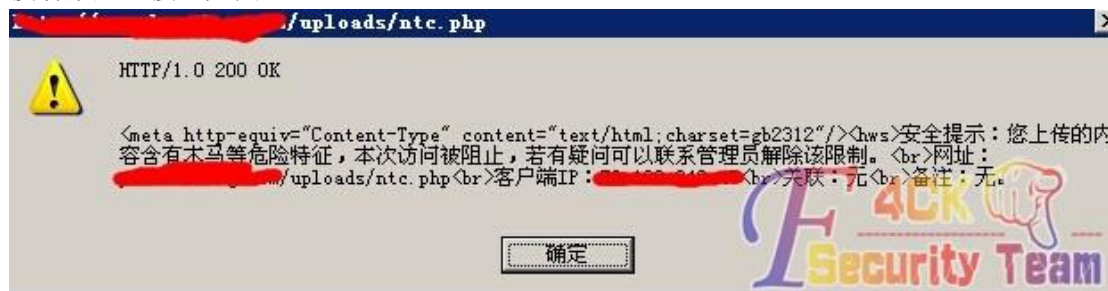 /uploads/ntc.php
HTTP/1.0 200 OK
<meta http-equiv="Content-Type" content="text/html;charset=gb2312"/><hws>安全提示：您上传的内
容含有木马等危险特征，本次访问被阻止，若有疑问可以联系管理员解除该限制。<br>网址：
/uploads/ntc.php<br>客户端IP：<br>关联：无<br>备注：无。
确定
F4CK
Security Team